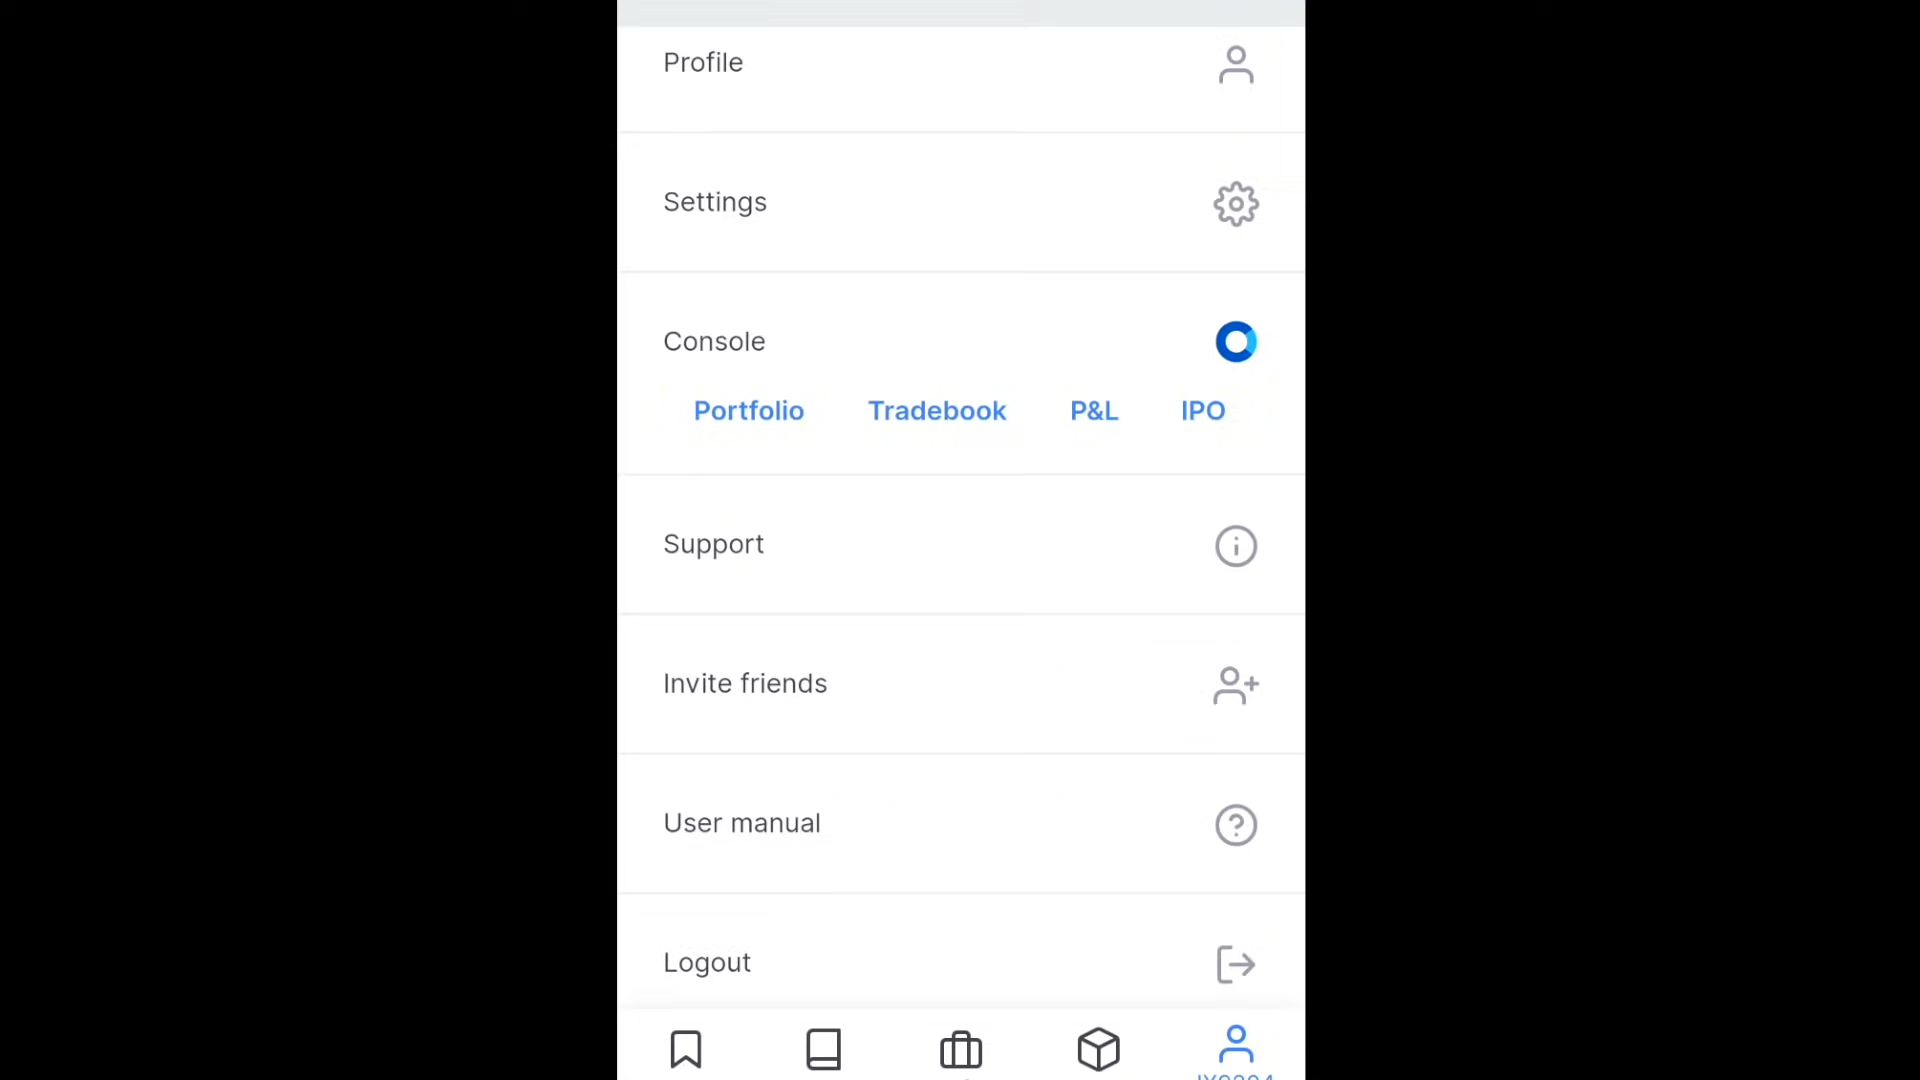 Profile
Settings
Console
Portfolio Tradebook P&L IPO
Support
Invite friends
User manual
Logout